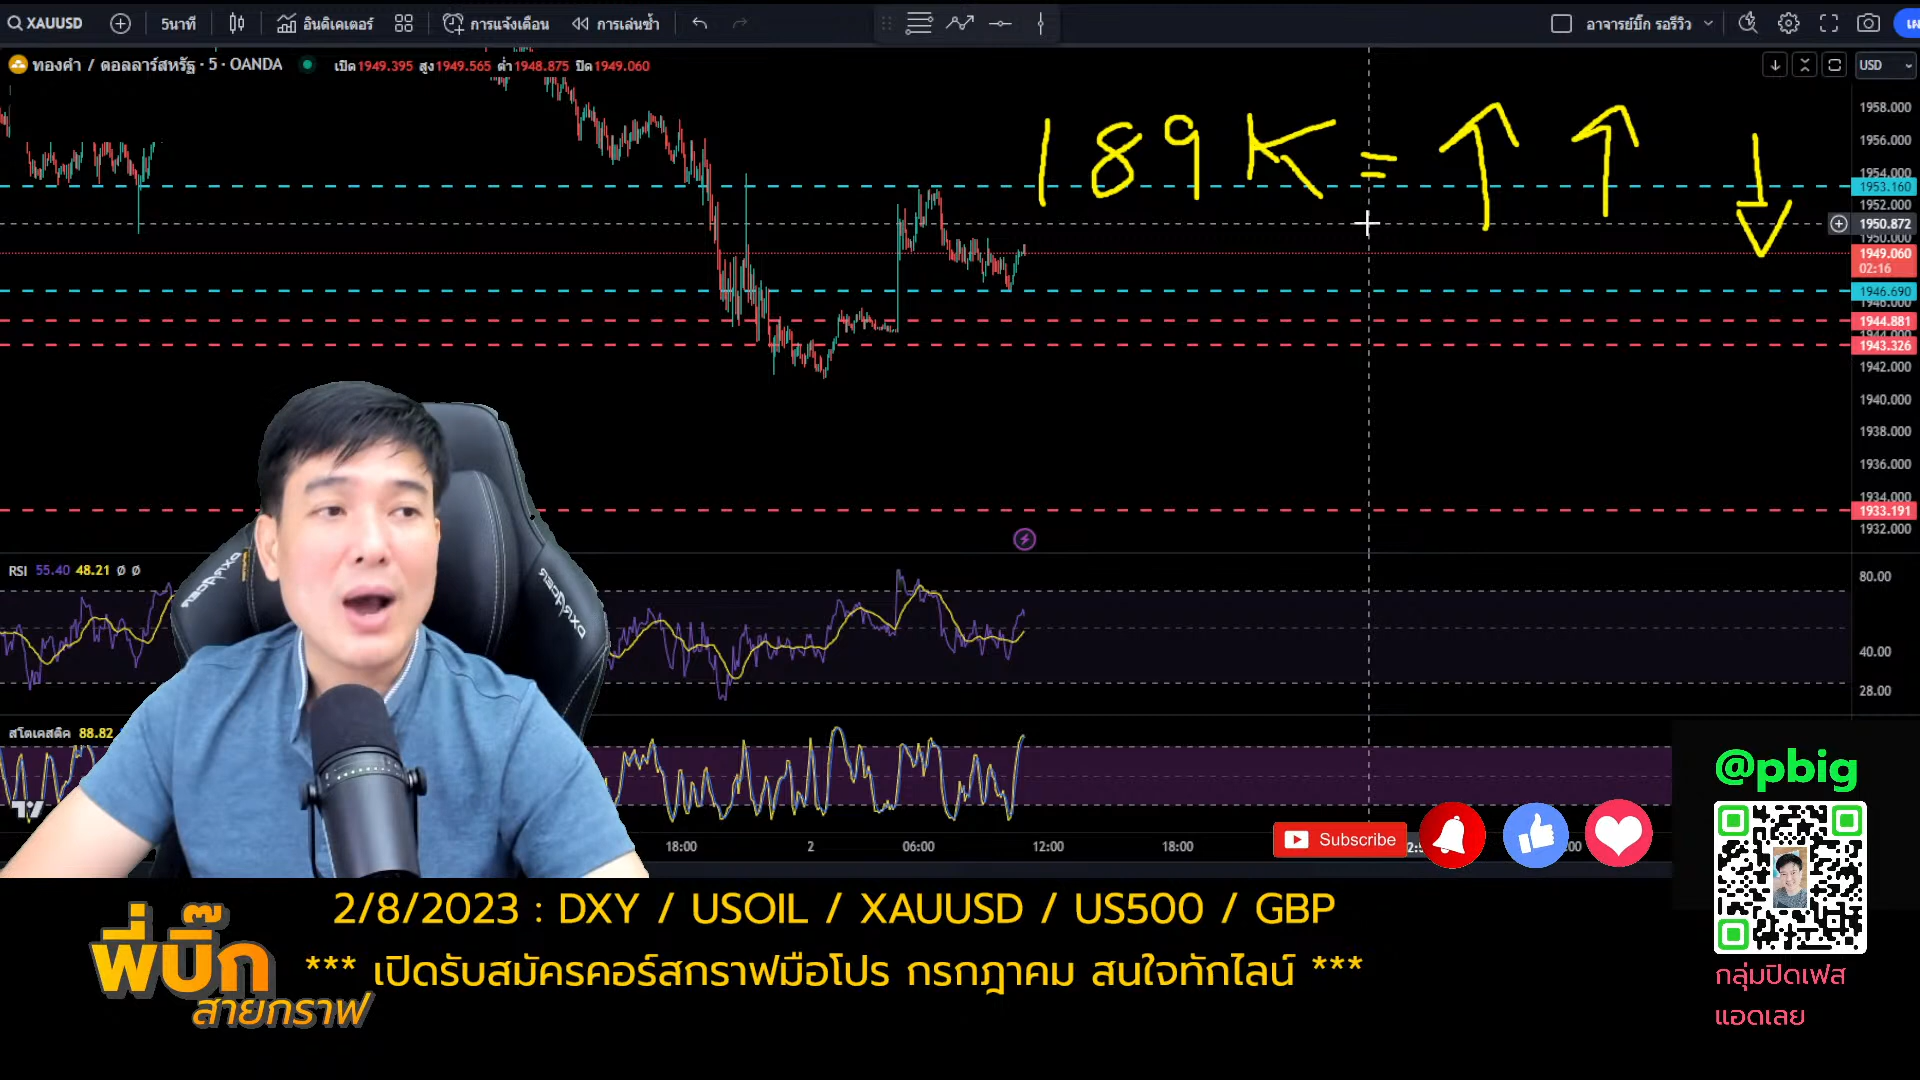 XAUUSD 5นาที อินดิเคเตอร์ การแจ้งเตือน การเล่นซ้ำ อาจารย์บิ๊ก รอรีวิว
ทองคำ / ดอลลาร์สหรัฐ · 5 · OANDA เปิด1949.395 สูง1949.565 ต่ำ1948.875 ปิด1949.060 USD
189K =
1958.000
1956.000
1954.000
1953.160
1952.000
1950.872
1950.000
1949.060
02:16
1946.690
1944.881
1943.326
1942.000
1940.000
1938.000
1936.000
1934.000
1933.191
1932.000
RSI 55.40 48.21 Ø Ø
80.00
40.00
28.00
DXRACER
DXRACER
สโตแคสติค 88.82
18:00 2 06:00 12:00 18:00
Subscribe
@pbig
กลุ่มปิดเฟส
แอดเลย
2/8/2023 : DXY / USOIL / XAUUSD / US500 / GBP
*** เปิดรับสมัครคอร์สกราฟมือโปร กรกฎาคม สนใจทักไลน์ ***
พี่บิ๊ก
สายกราฟ